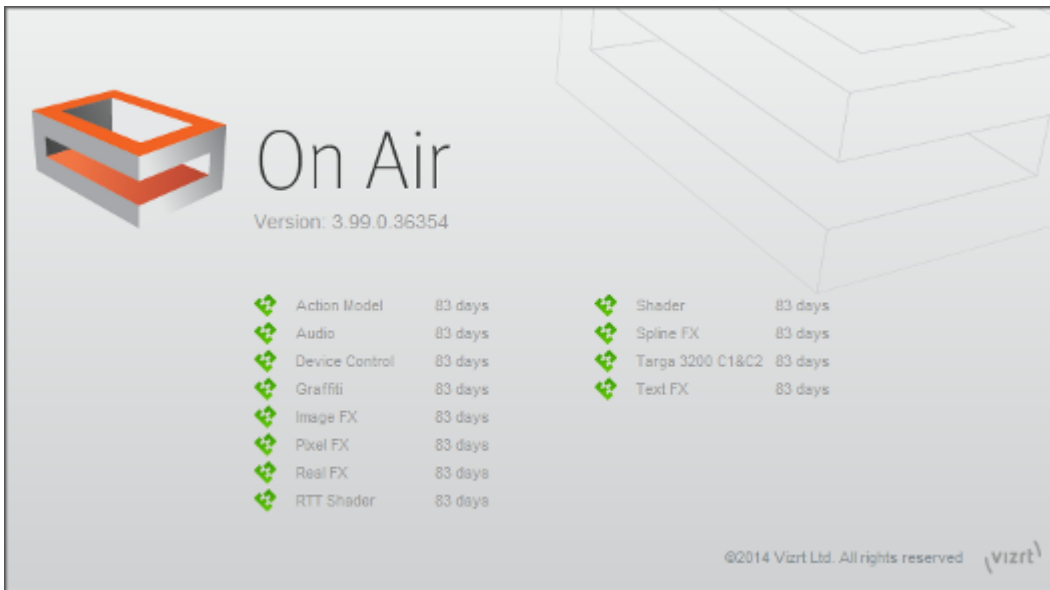 On Air
Version: 3.99.0.36354
Action Model 83 days
Audio 83 days
Device Control 83 days
Graffiti 83 days
Image FX 83 days
Pixel FX 83 days
Real FX 83 days
RTT Shader 83 days
Shader 83 days
Spline FX 83 days
Targa 3200 C1&C2 83 days
Text FX 83 days
©2014 Vizrt Ltd. All rights reserved
vizrt